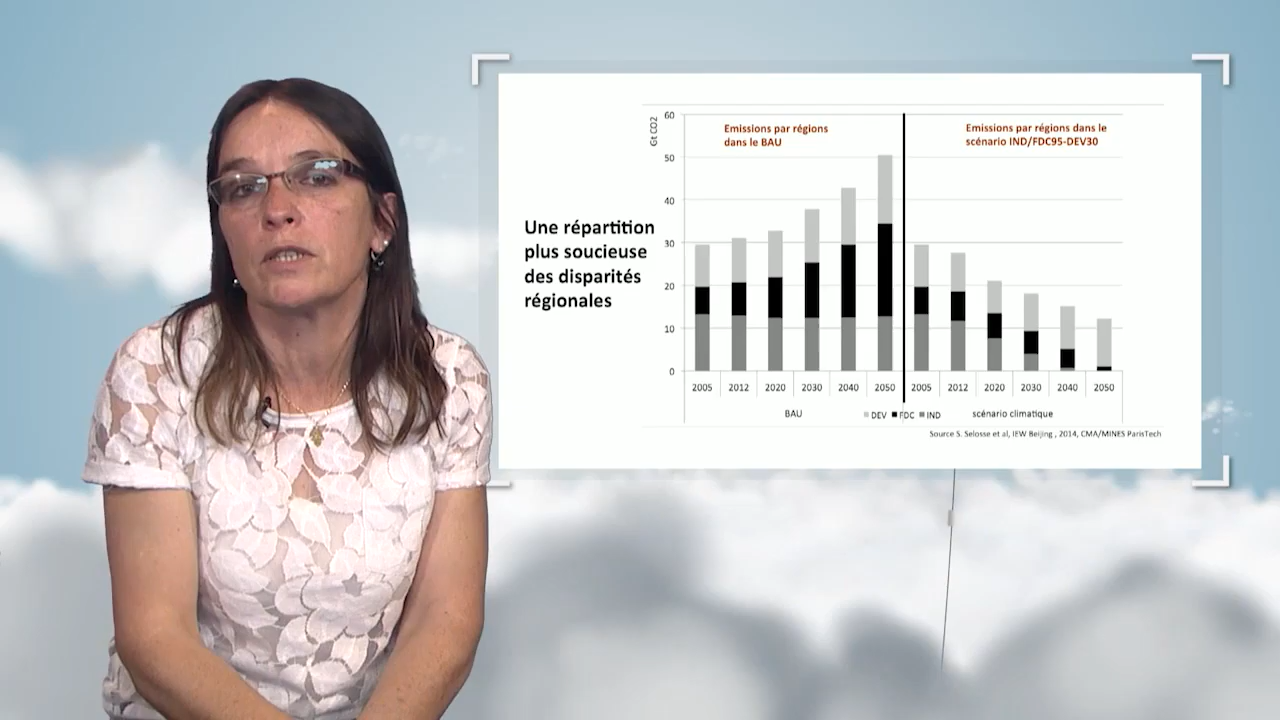 Une répartition
plus soucieuse
des disparités
régionales
Gt CO2
60
50
40
30
20
10
0
Emissions par régions
dans le BAU
Emissions par régions dans le
scénario IND/FDC95-DEV30
2005 2012 2020 2030 2040 2050 2005 2012 2020 2030 2040 2050
BAU
DEV FDC IND
scénario climatique
Source S. Selosse et al, IEW Beijing , 2014, CMA/MINES ParisTech